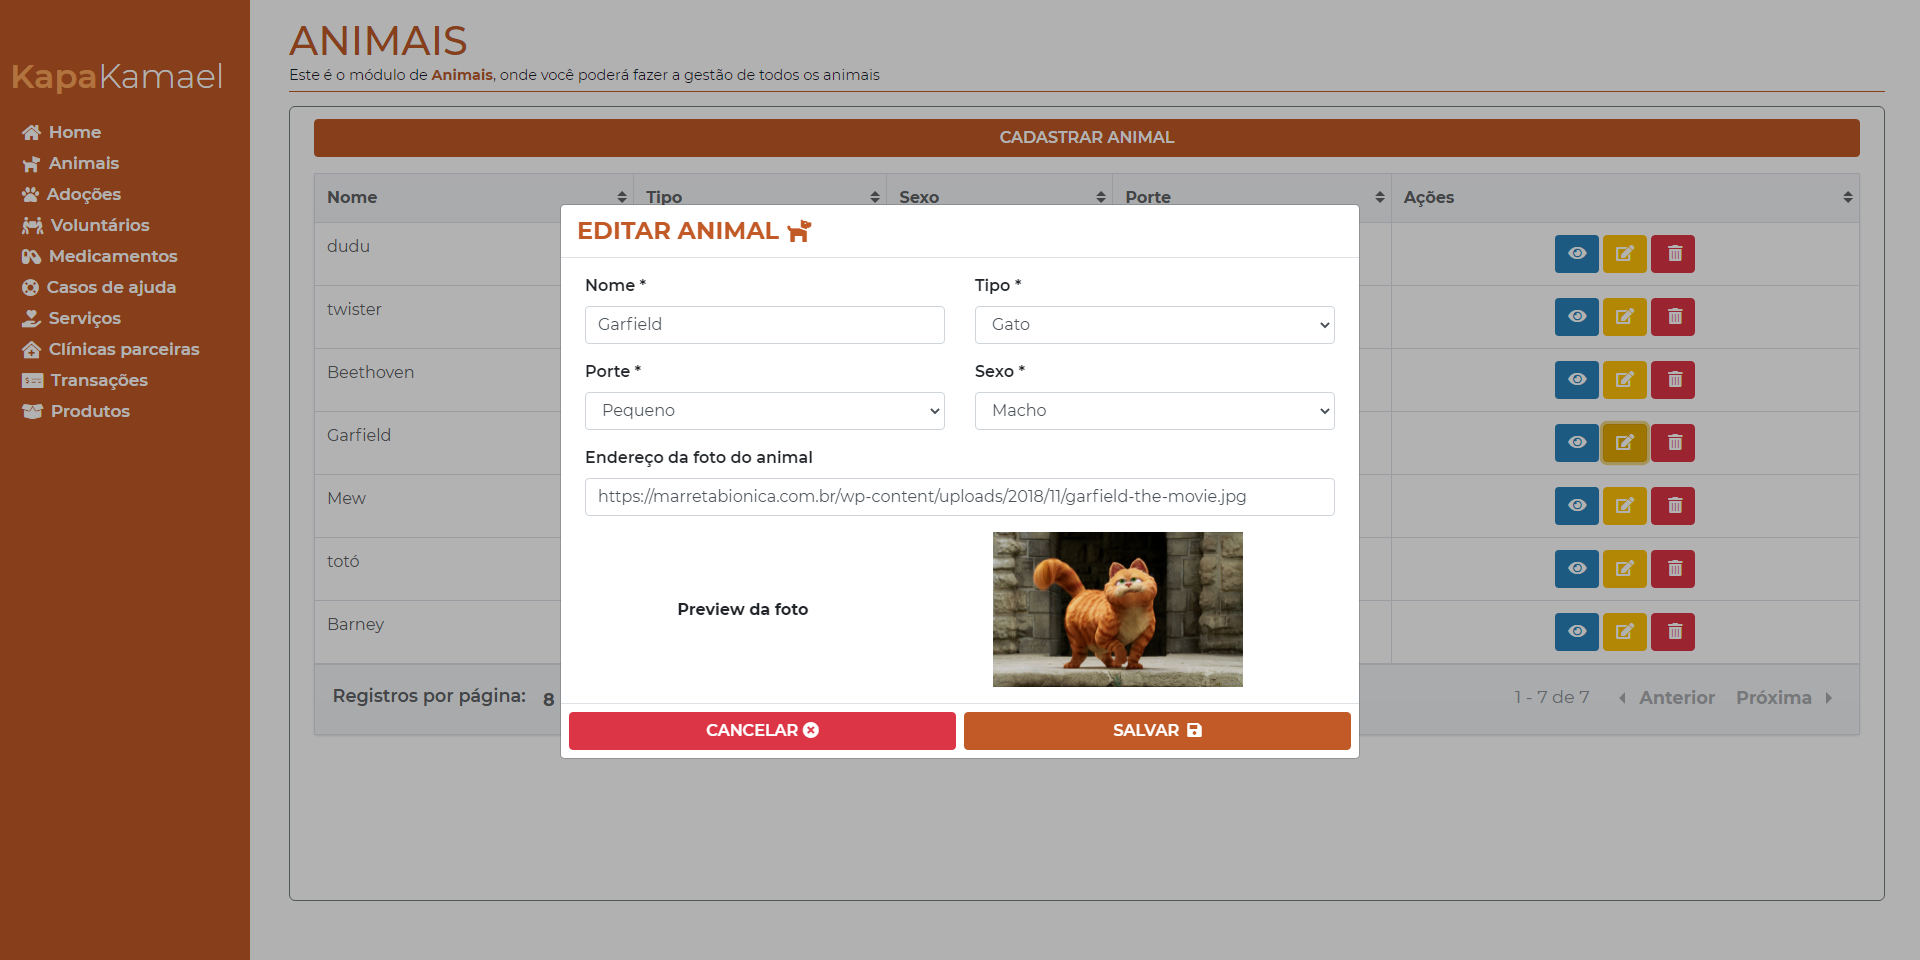 KapaKamael
Home
Animais
Adoções
Voluntários
Medicamentos
Casos de ajuda
Serviços
Clínicas parceiras
Transações
Produtos
ANIMAIS
Este é o módulo de Animais, onde você poderá fazer a gestão de todos os animais
CADASTRAR ANIMAL
Nome Tipo Sexo Porte Ações
dudu
twister
Beethoven
Garfield
Mew
totó
Barney
Registros por página: 8
1 - 7 de 7 Anterior Próxima
EDITAR ANIMAL
Nome * Tipo *
Garfield Gato
Porte * Sexo *
Pequeno Macho
Endereço da foto do animal
https://marretabionica.com.br/wp-content/uploads/2018/11/garfield-the-movie.jpg
Preview da foto
CANCELAR SALVAR